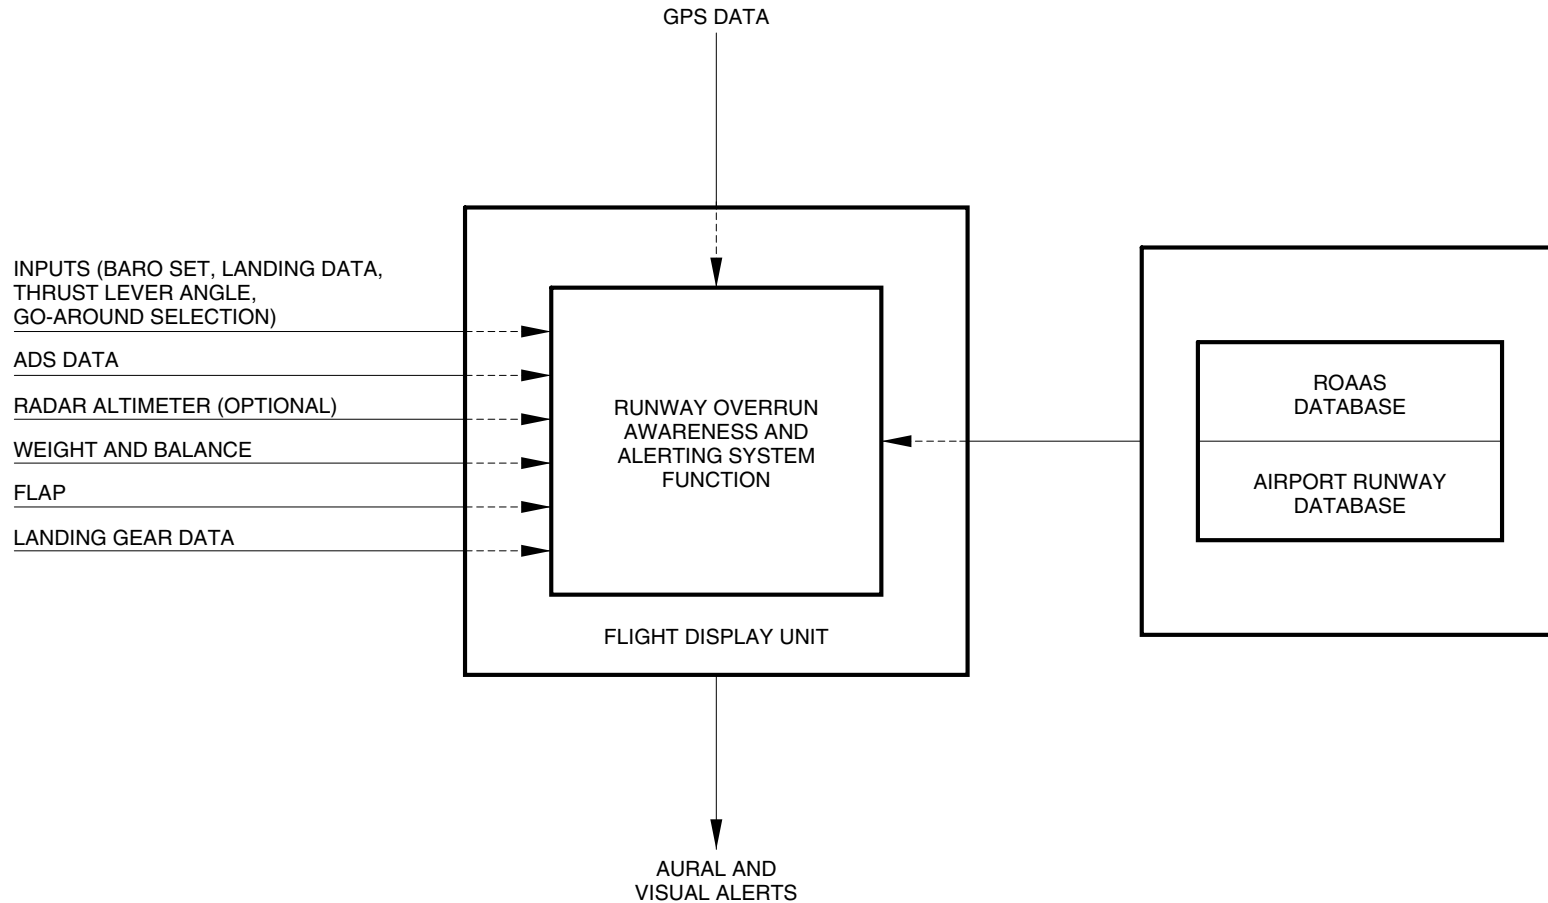 GPS DATA
INPUTS (BARO SET, LANDING DATA,
THRUST LEVER ANGLE,
GO-AROUND SELECTION)
ADS DATA
RADAR ALTIMETER (OPTIONAL)
WEIGHT AND BALANCE
FLAP
LANDING GEAR DATA
RUNWAY OVERRUN
AWARENESS AND
ALERTING SYSTEM
FUNCTION
FLIGHT DISPLAY UNIT
ROAAS
DATABASE
AIRPORT RUNWAY
DATABASE
AURAL AND
VISUAL ALERTS